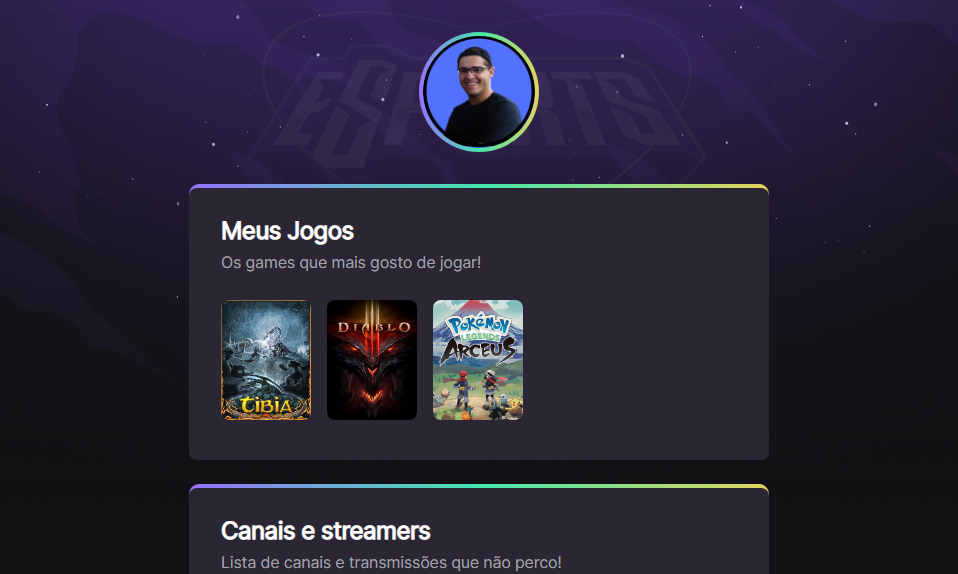 ESPORTS
Meus Jogos
Os games que mais gosto de jogar!
TIBIA
DIABLO
III
POKÉMON
LEGENDS
ARCEUS
Canais e streamers
Lista de canais e transmissões que não perco!